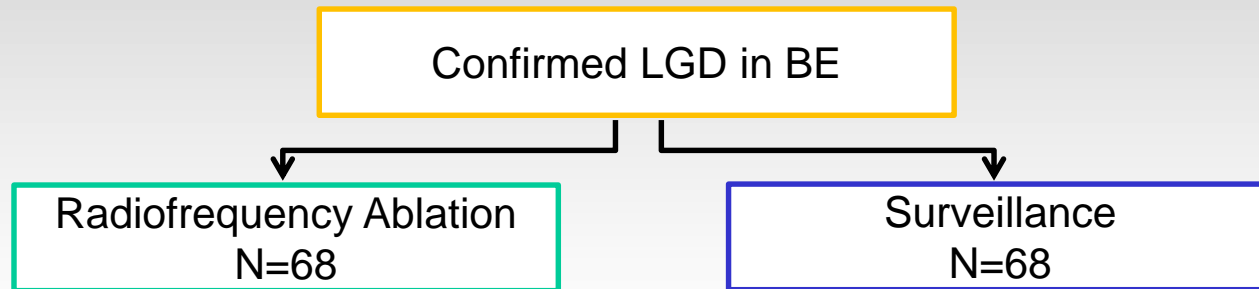 Confirmed LGD in BE
Radiofrequency Ablation
N=68
Surveillance
N=68